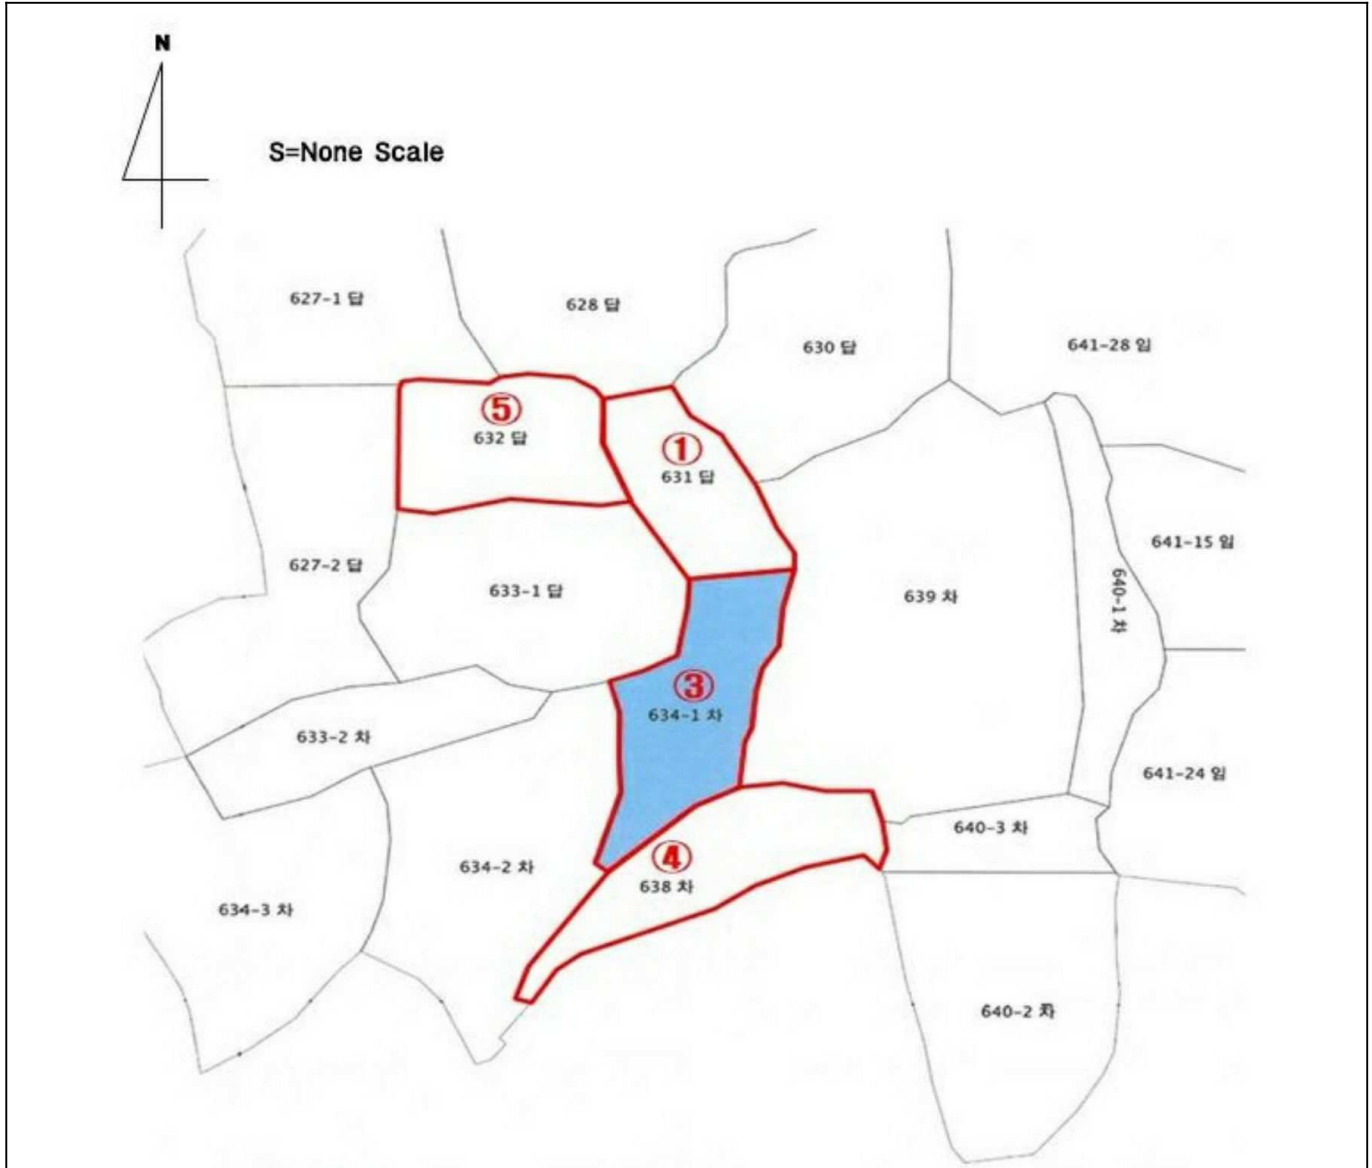 N
S=None Scale
627-1 답
628 답
630 답
641-28 임
⑤
632 답
①
631 답
641-15 임
627-2 답
633-1 답
639 차
640-1 차
③
634-1 차
633-2 차
641-24 임
640-3 차
④
638 차
634-2 차
634-3 차
640-2 차